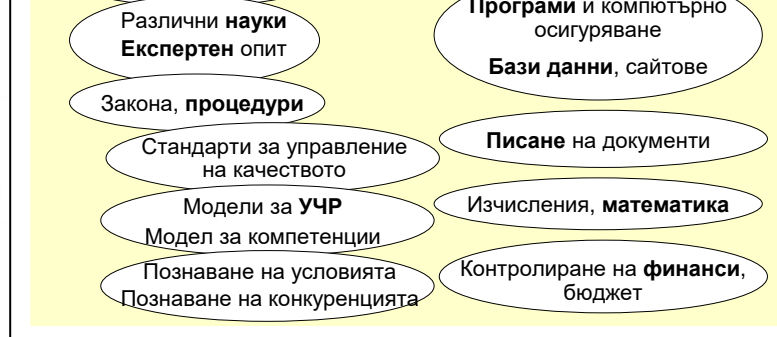 Различни науки
Експертен опит
Закона, процедури
Стандарти за управление
на качеството
Модели за УЧР
Модел за компетенции
Познаване на условията
Познаване на конкуренцията
Програми и компютърно
осигуряване
Бази данни, сайтове
Писане на документи
Изчисления, математика
Контролиране на финанси,
бюджет